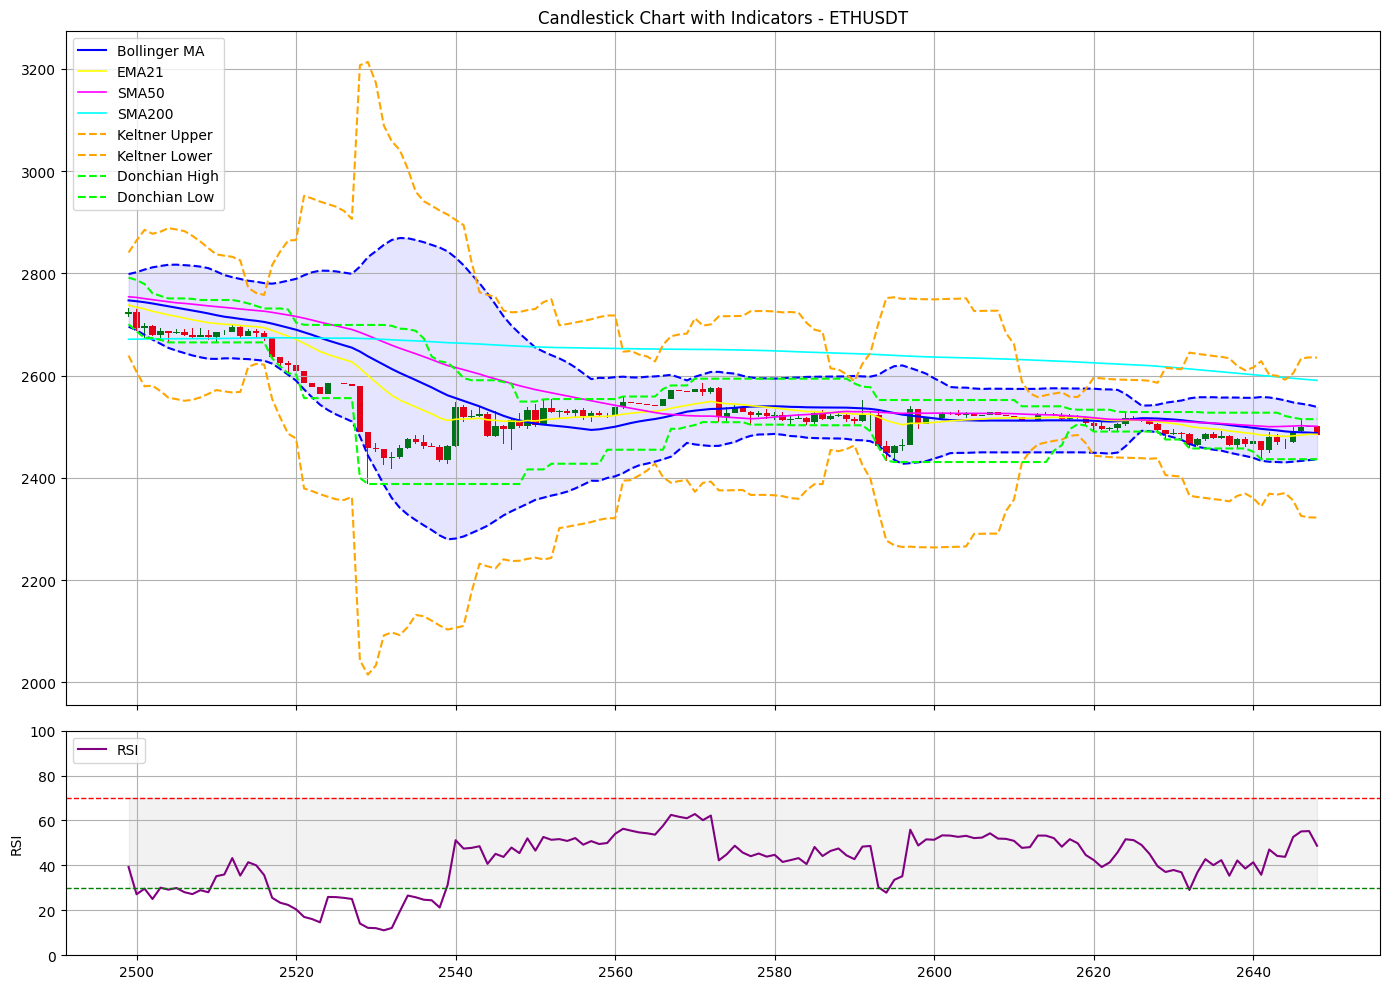 Candlestick Chart with Indicators - ETHUSDT
Bollinger MA
EMA21
SMA50
SMA200
Keltner Upper
Keltner Lower
Donchian High
Donchian Low
3200
3000
2800
2600
2400
2200
2000
RSI
100
80
60
40
20
0
RSI
2500
2520
2540
2560
2580
2600
2620
2640